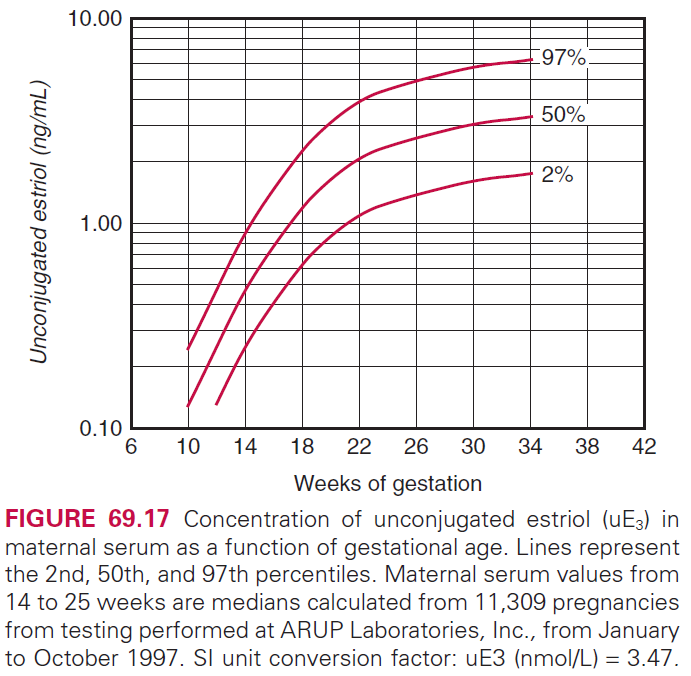 10.00
97%
50%
2%
1.00
0.10
Unconjugated estriol (ng/mL)
6 10 14 18 22 26 30 34 38 42
Weeks of gestation
FIGURE 69.17 Concentration of unconjugated estriol (uE₃) in
maternal serum as a function of gestational age. Lines represent
the 2nd, 50th, and 97th percentiles. Maternal serum values from
14 to 25 weeks are medians calculated from 11,309 pregnancies
from testing performed at ARUP Laboratories, Inc., from January
to October 1997. SI unit conversion factor: uE3 (nmol/L) = 3.47.